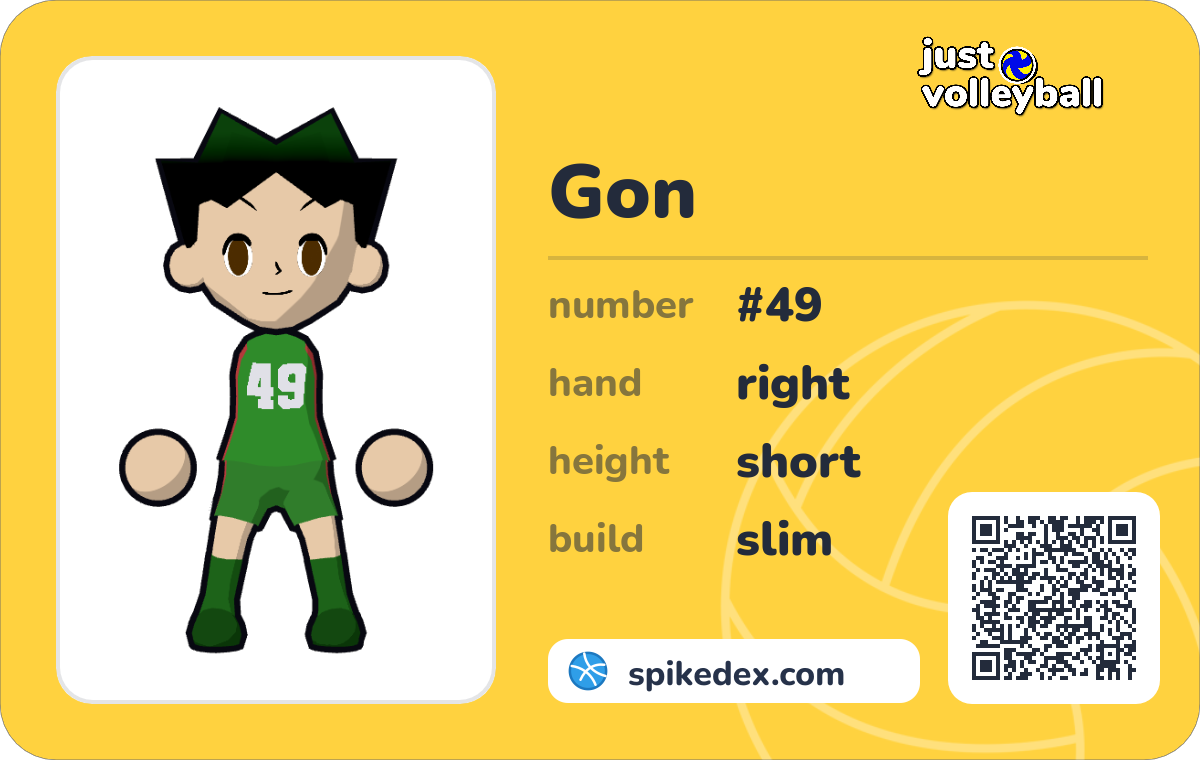 just
volleyball
Gon
number #49
hand right
height short
build slim
49
spikedex.com